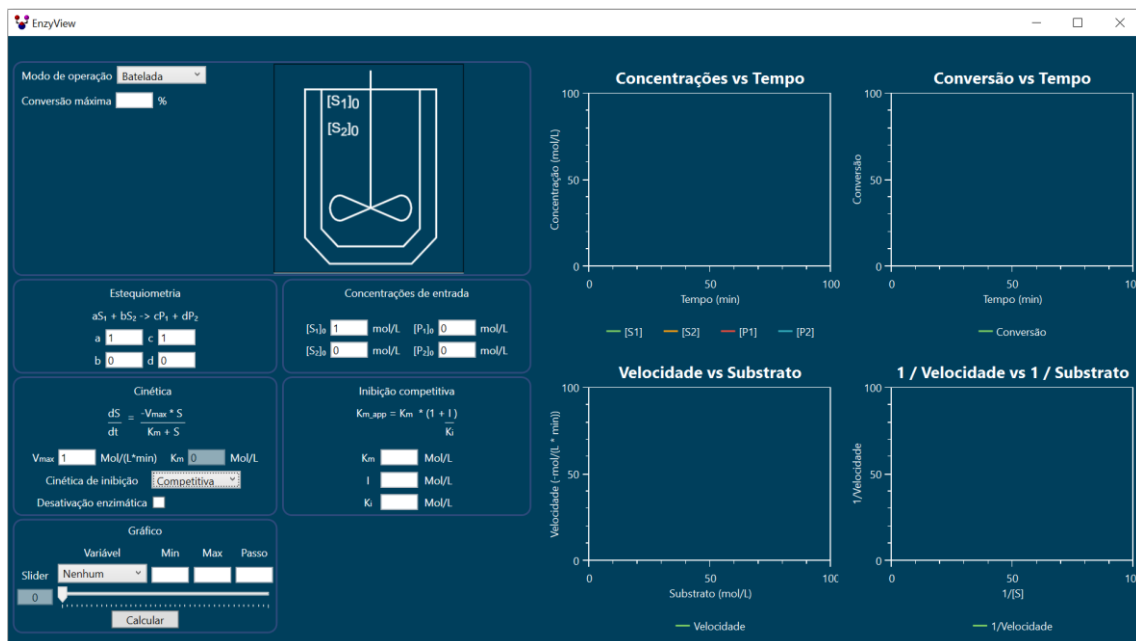 EnzyView
Modo de operação Batelada
Conversão máxima %
[S₁]₀
[S₂]₀
Estequiometria
aS₁ + bS₂ -> cP₁ + dP₂
a 1 c 1
b 0 d 0
Concentrações de entrada
[S₁]₀ 1 mol/L [P₁]₀ 0 mol/L
[S₂]₀ 0 mol/L [P₂]₀ 0 mol/L
Cinética
dS = -Vmax * S
dt Km + S
Vmax 1 Mol/(L*min) Km 0 Mol/L
Cinética de inibição Competitiva
Desativação enzimática
Inibição competitiva
Km_app = Km * (1 + I )
Ki
Km Mol/L
I Mol/L
Ki Mol/L
Gráfico
Variável Min Max Passo
Slider Nenhum
0
Calcular
Concentrações vs Tempo
Concentração (mol/L)
100
50
0
0 50 100
Tempo (min)
[S1] [S2] [P1] [P2]
Conversão vs Tempo
Conversão
100
50
0
0 50 100
Tempo (min)
Conversão
Velocidade vs Substrato
Velocidade (-mol/(L * min))
100
50
0
0 50 100
Substrato (mol/L)
Velocidade
1 / Velocidade vs 1 / Substrato
1/Velocidade
100
50
0
0 50 100
1/[S]
1/Velocidade